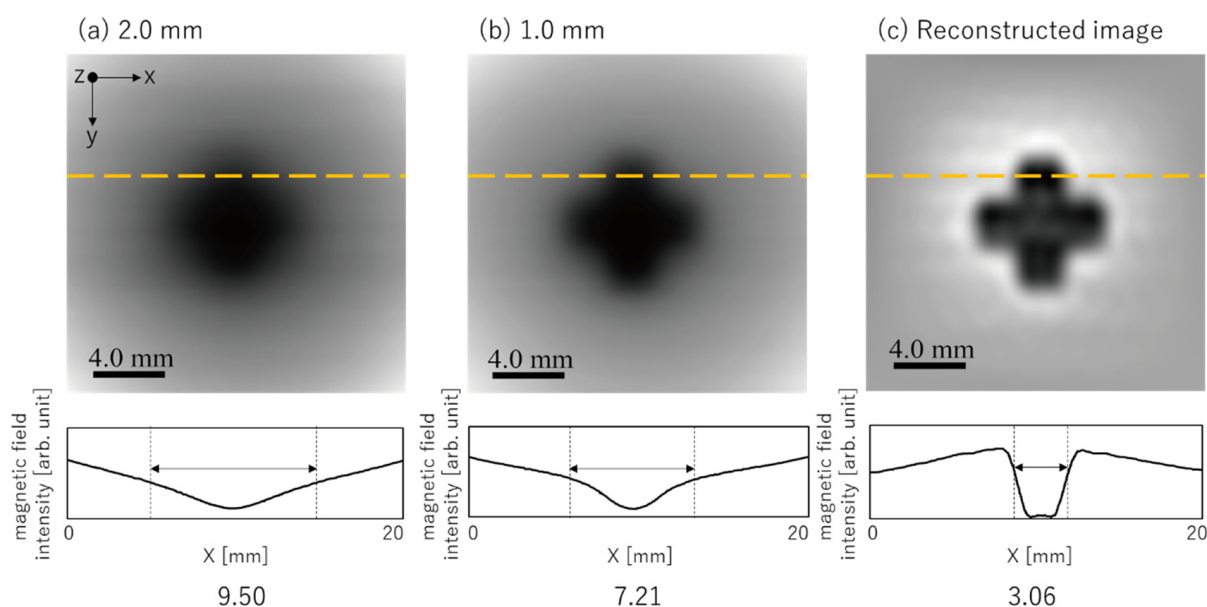 (a) 2.0 mm
(b) 1.0 mm
(c) Reconstructed image
z
x
y
4.0 mm
4.0 mm
4.0 mm
magnetic field
intensity [arb. unit]
0
20
X [mm]
magnetic field
intensity [arb. unit]
0
20
X [mm]
magnetic field
intensity [arb. unit]
0
20
X [mm]
9.50
7.21
3.06